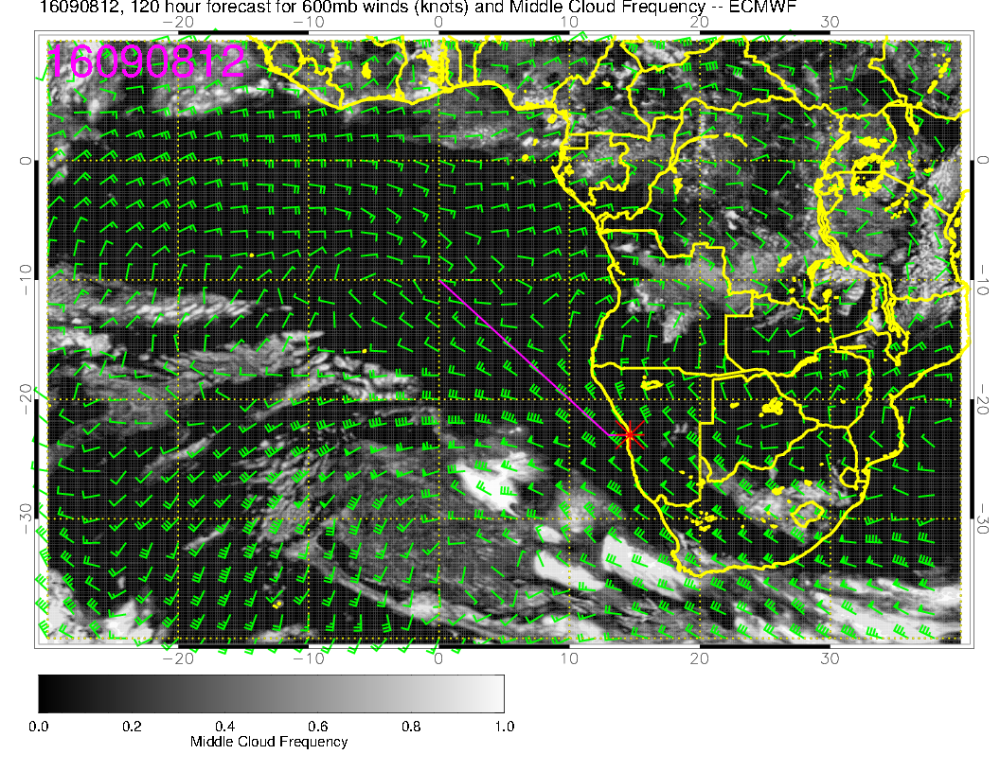 16090812, 120 hour forecast for 600mb winds (knots) and Middle Cloud Frequency -- ECMWF
−20 −10 0 10 20 30
16090812
0 0
−10 −10
−20 −20
−30 −30
−20 −10 0 10 20 30
0.0 0.2 0.4 0.6 0.8 1.0
Middle Cloud Frequency